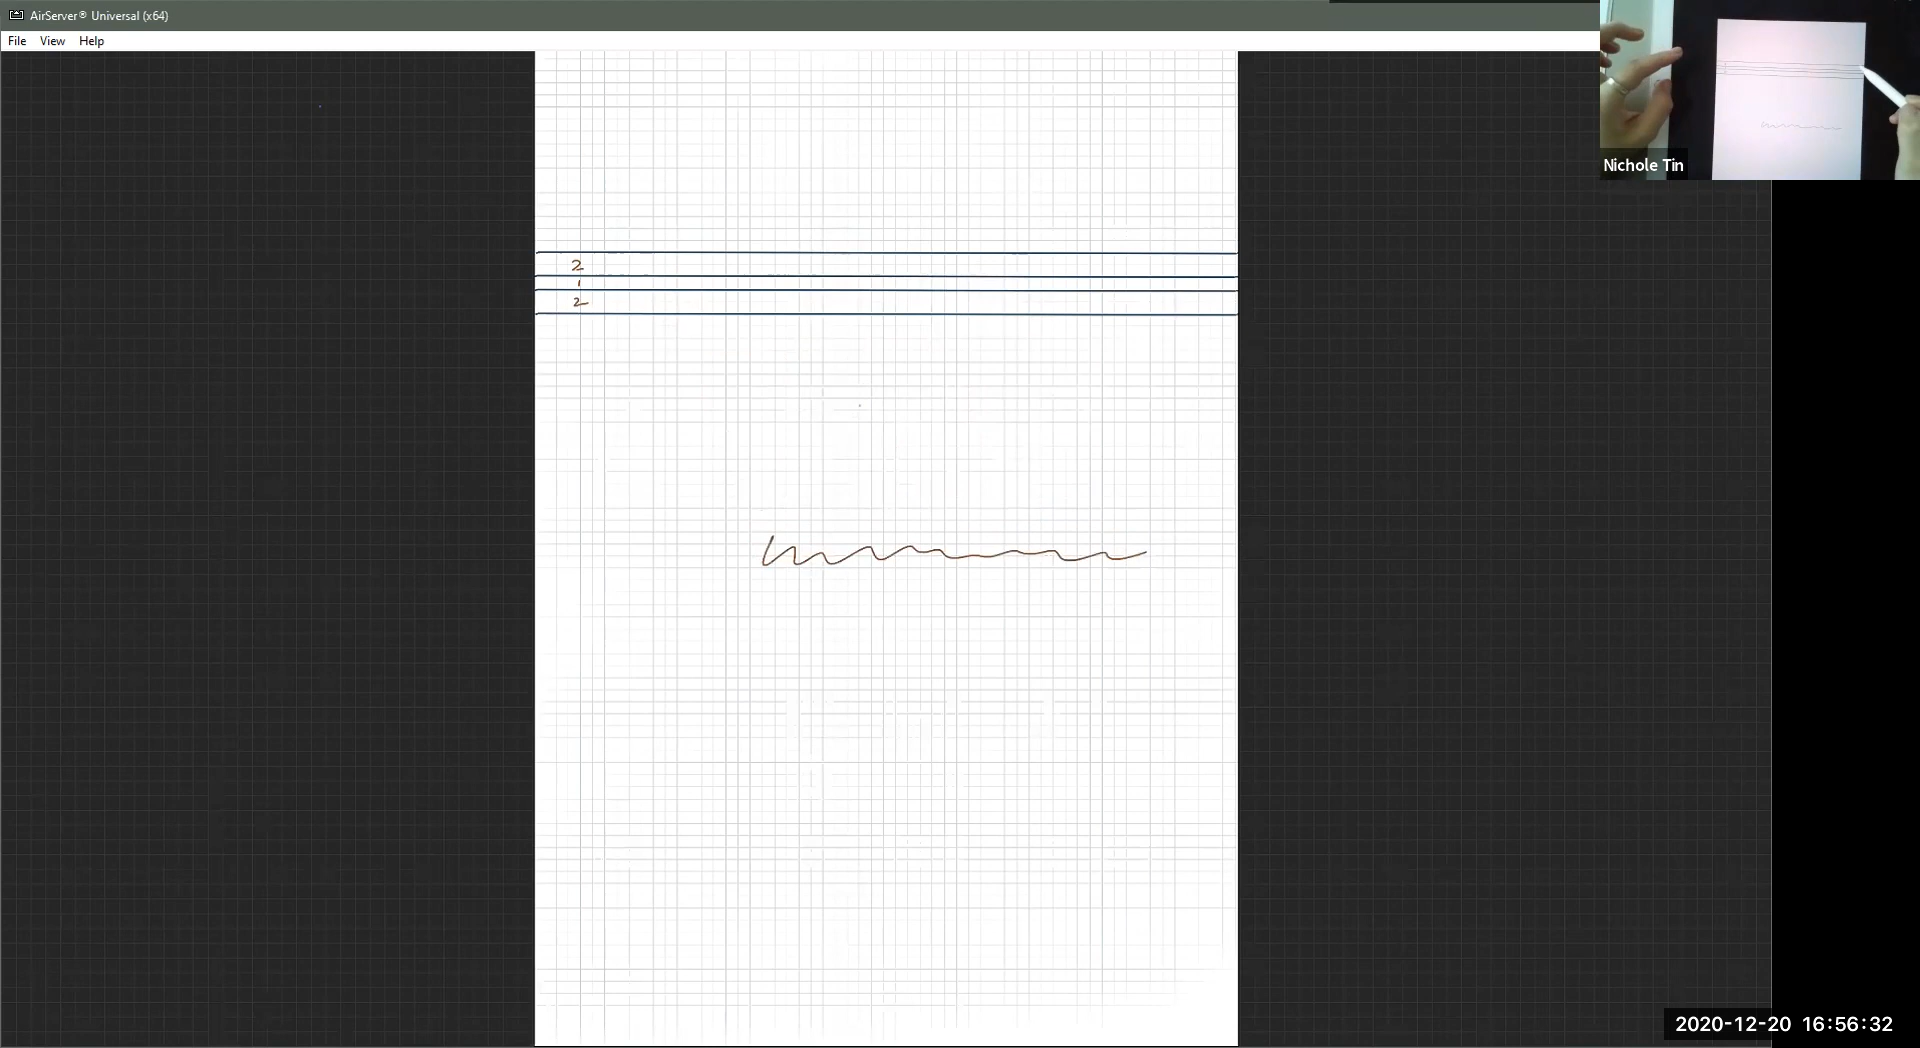 AirServer® Universal (x64)
File View Help
Nichole Tin
2
1
2
2020-12-20 16:56:32